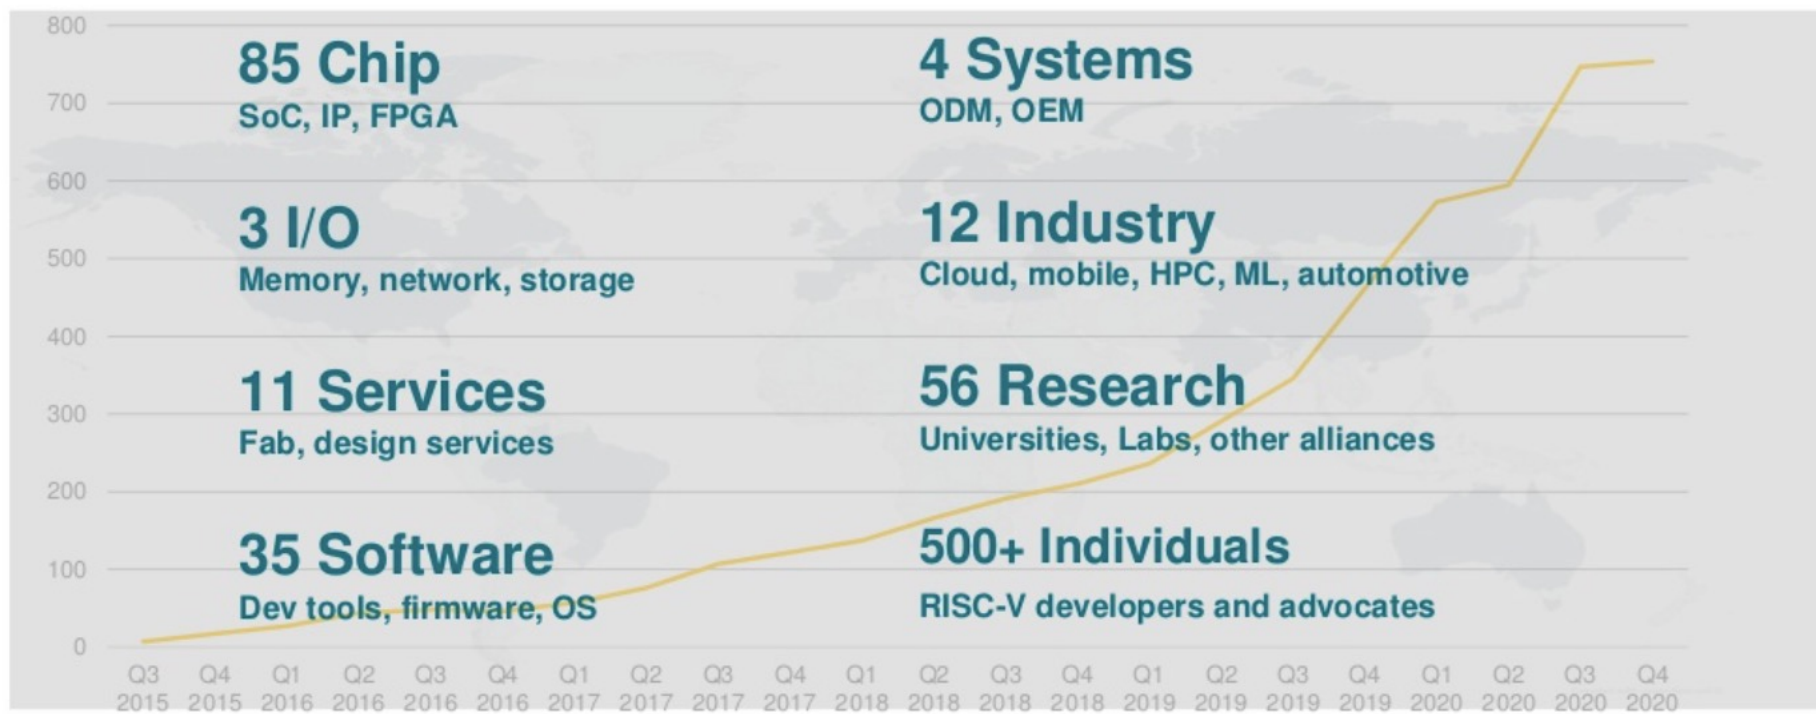 800
700
600
500
400
300
200
100
0
85 Chip
SoC, IP, FPGA
3 I/O
Memory, network, storage
11 Services
Fab, design services
35 Software
Dev tools, firmware, OS
4 Systems
ODM, OEM
12 Industry
Cloud, mobile, HPC, ML, automotive
56 Research
Universities, Labs, other alliances
500+ Individuals
RISC-V developers and advocates
Q3 Q4 Q1 Q2 Q3 Q4 Q1 Q2 Q3 Q4 Q1 Q2 Q3 Q4 Q1 Q2 Q3 Q4 Q1 Q2 Q3 Q4
2015 2015 2016 2016 2016 2016 2017 2017 2017 2017 2018 2018 2018 2018 2019 2019 2019 2019 2020 2020 2020 2020